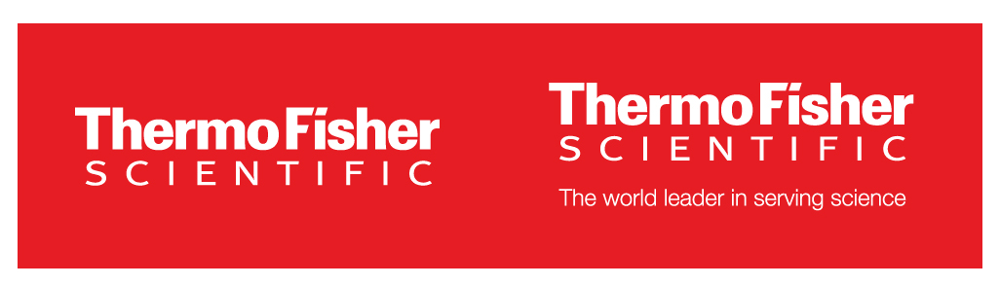 ThermoFisher
SCIENTIFIC
ThermoFisher
SCIENTIFIC
The world leader in serving science